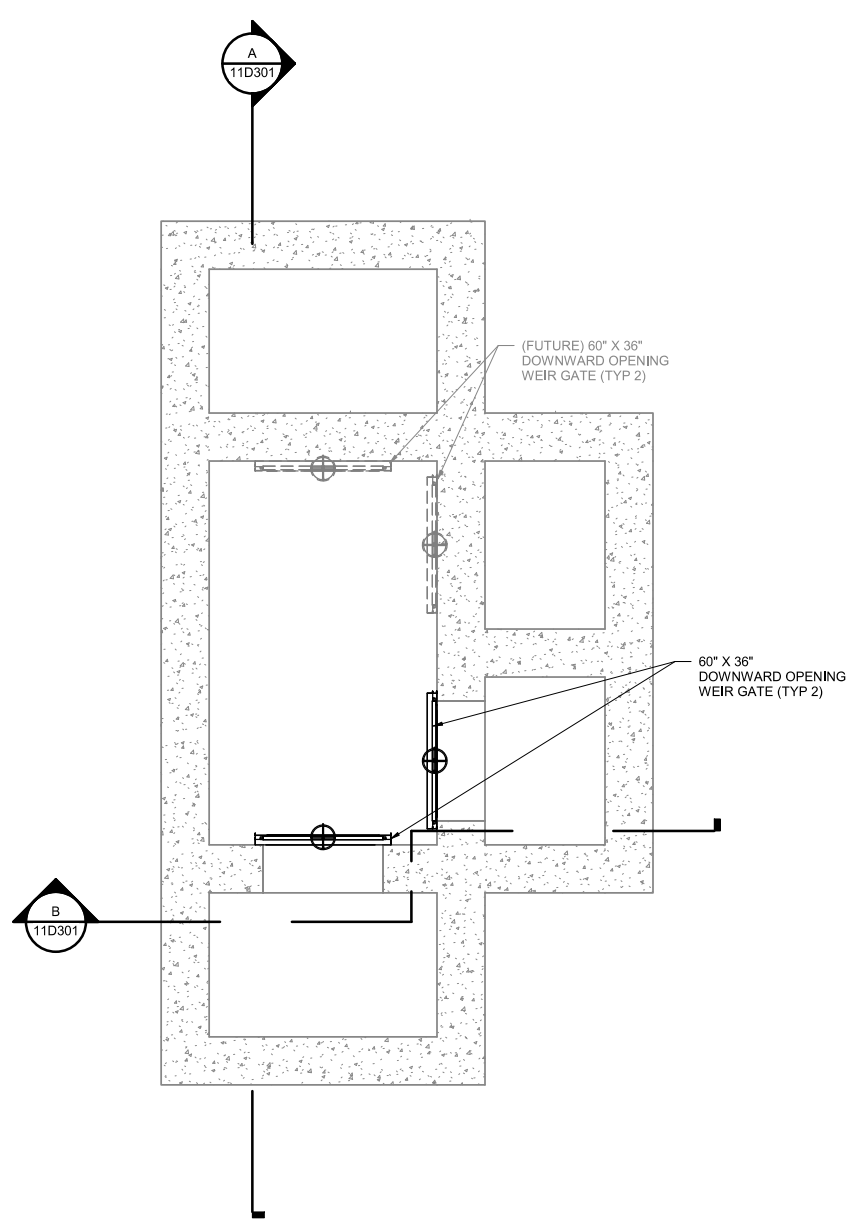 A
11D301
(FUTURE) 60" X 36"
DOWNWARD OPENING
WEIR GATE (TYP 2)
60" X 36"
DOWNWARD OPENING
WEIR GATE (TYP 2)
B
11D301